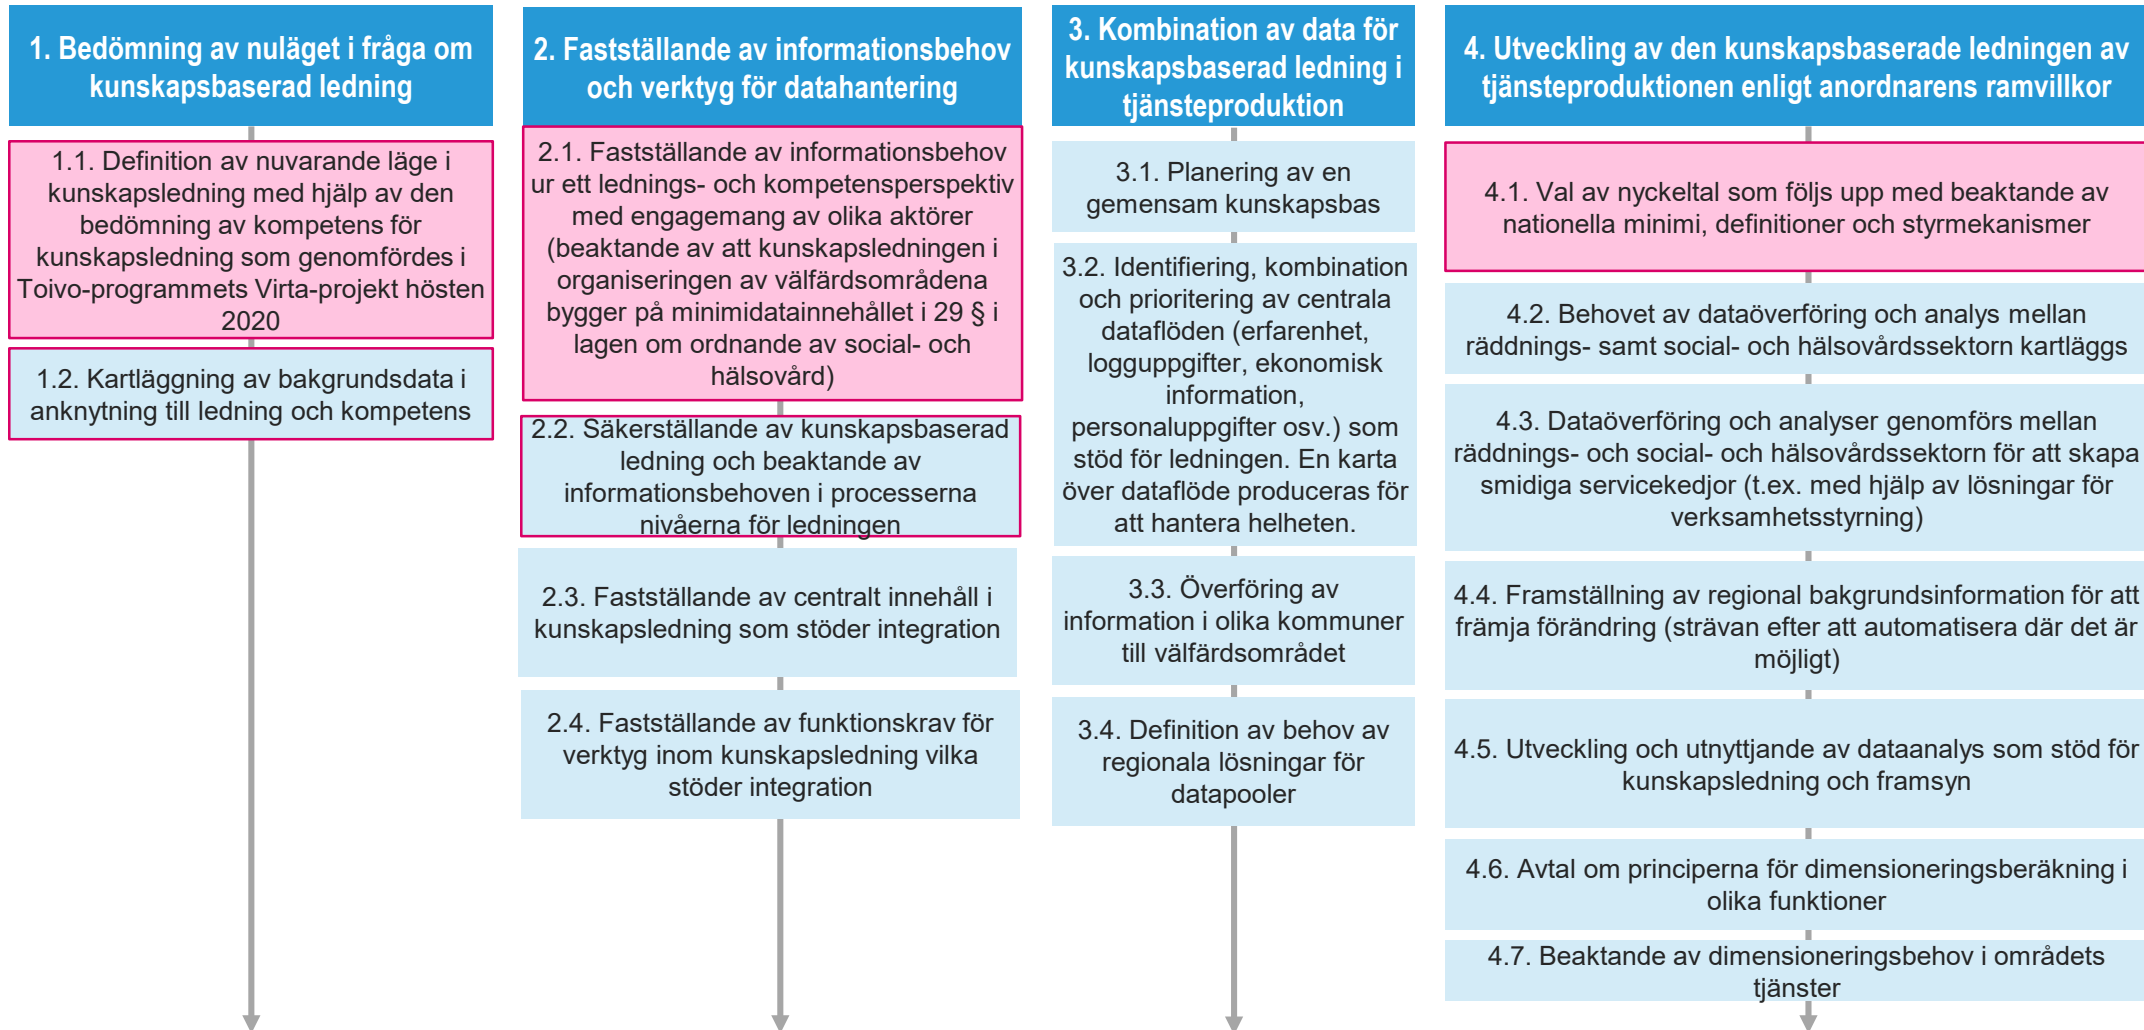 1. Bedömning av nuläget i fråga om
kunskapsbaserad ledning
1.1. Definition av nuvarande läge i
kunskapsledning med hjälp av den
bedömning av kompetens för
kunskapsledning som genomfördes i
Toivo-programmets Virta-projekt hösten
2020
1.2. Kartläggning av bakgrundsdata i
anknytning till ledning och kompetens
2. Fastställande av informationsbehov
och verktyg för datahantering
2.1. Fastställande av informationsbehov
ur ett lednings- och kompetensperspektiv
med engagemang av olika aktörer
(beaktande av att kunskapsledningen i
organiseringen av välfärdsområdena
bygger på minimidatainnehållet i 29 § i
lagen om ordnande av social- och
hälsovård)
2.2. Säkerställande av kunskapsbaserad
ledning och beaktande av
informationsbehoven i processerna
nivåerna för ledningen
2.3. Fastställande av centralt innehåll i
kunskapsledning som stöder integration
2.4. Fastställande av funktionskrav för
verktyg inom kunskapsledning vilka
stöder integration
3. Kombination av data för
kunskapsbaserad ledning i
tjänsteproduktion
3.1. Planering av en
gemensam kunskapsbas
3.2. Identifiering, kombination
och prioritering av centrala
dataflöden (erfarenhet,
logguppgifter, ekonomisk
information,
personaluppgifter osv.) som
stöd för ledningen. En karta
över dataflöde produceras för
att hantera helheten.
3.3. Överföring av
information i olika kommuner
till välfärdsområdet
3.4. Definition av behov av
regionala lösningar för
datapooler
4. Utveckling av den kunskapsbaserade ledningen av
tjänsteproduktionen enligt anordnarens ramvillkor
4.1. Val av nyckeltal som följs upp med beaktande av
nationella minimi, definitioner och styrmekanismer
4.2. Behovet av dataöverföring och analys mellan
räddnings- samt social- och hälsovårdssektorn kartläggs
4.3. Dataöverföring och analyser genomförs mellan
räddnings- och social- och hälsovårdssektorn för att skapa
smidiga servicekedjor (t.ex. med hjälp av lösningar för
verksamhetsstyrning)
4.4. Framställning av regional bakgrundsinformation för att
främja förändring (strävan efter att automatisera där det är
möjligt)
4.5. Utveckling och utnyttjande av dataanalys som stöd för
kunskapsledning och framsyn
4.6. Avtal om principerna för dimensioneringsberäkning i
olika funktioner
4.7. Beaktande av dimensioneringsbehov i områdets
tjänster